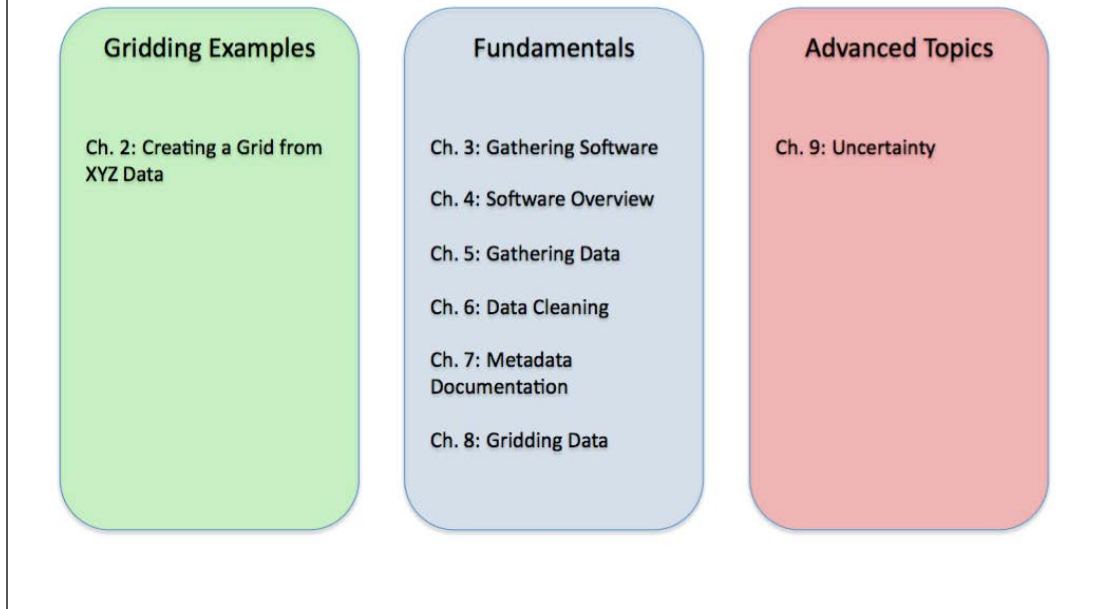 Gridding Examples
Ch. 2: Creating a Grid from
XYZ Data
Fundamentals
Ch. 3: Gathering Software
Ch. 4: Software Overview
Ch. 5: Gathering Data
Ch. 6: Data Cleaning
Ch. 7: Metadata
Documentation
Ch. 8: Gridding Data
Advanced Topics
Ch. 9: Uncertainty